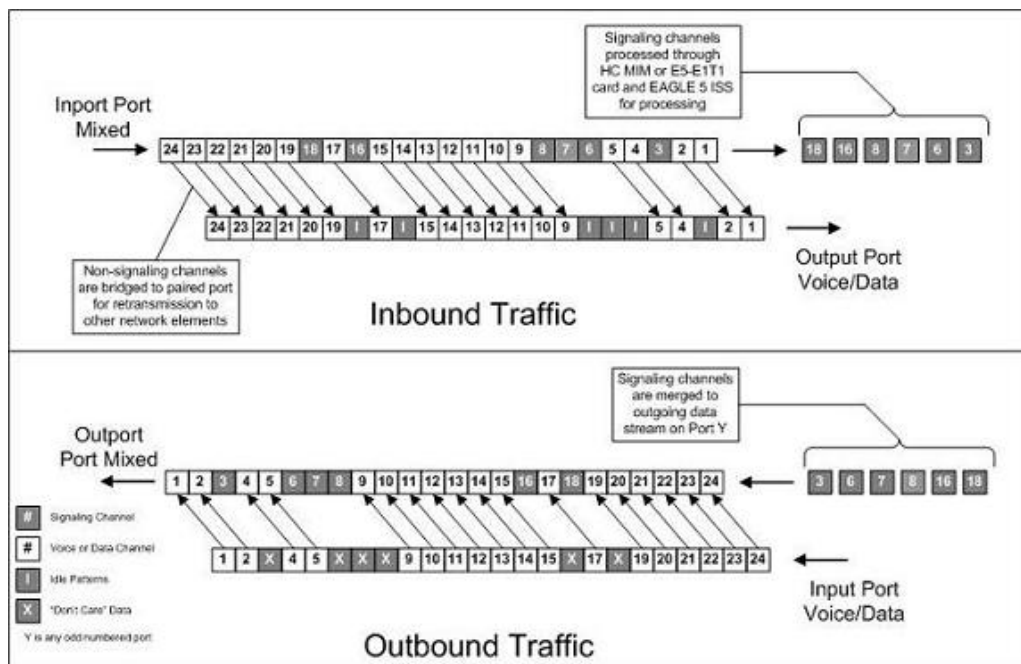 Signaling channels
processed through
HC MIM or E5-E1T1
card and EAGLE 5 ISS
for processing
Inport Port
Mixed
24 23 22 21 20 19 18 17 16 15 14 13 12 11 10 9 8 7 6 5 4 3 2 1
18 16 8 7 6 3
24 23 22 21 20 19 I 17 I 15 14 13 12 11 10 9 I I I 5 4 I 2 1
Output Port
Voice/Data
Non-signaling channels
are bridged to paired port
for retransmission to
other network elements
Inbound Traffic
Signaling channels
are merged to
outgoing data
stream on Port Y
Outport
Port Mixed
1 2 3 4 5 6 7 8 9 10 11 12 13 14 15 16 17 18 19 20 21 22 23 24
3 6 7 8 16 18
1 2 X 4 5 X X X 9 10 11 12 13 14 15 X 17 X 19 20 21 22 23 24
Input Port
Voice/Data
# Signaling Channel
# Voice or Data Channel
I Idle Patterns
X "Don't Care" Data
Y is any odd numbered port
Outbound Traffic